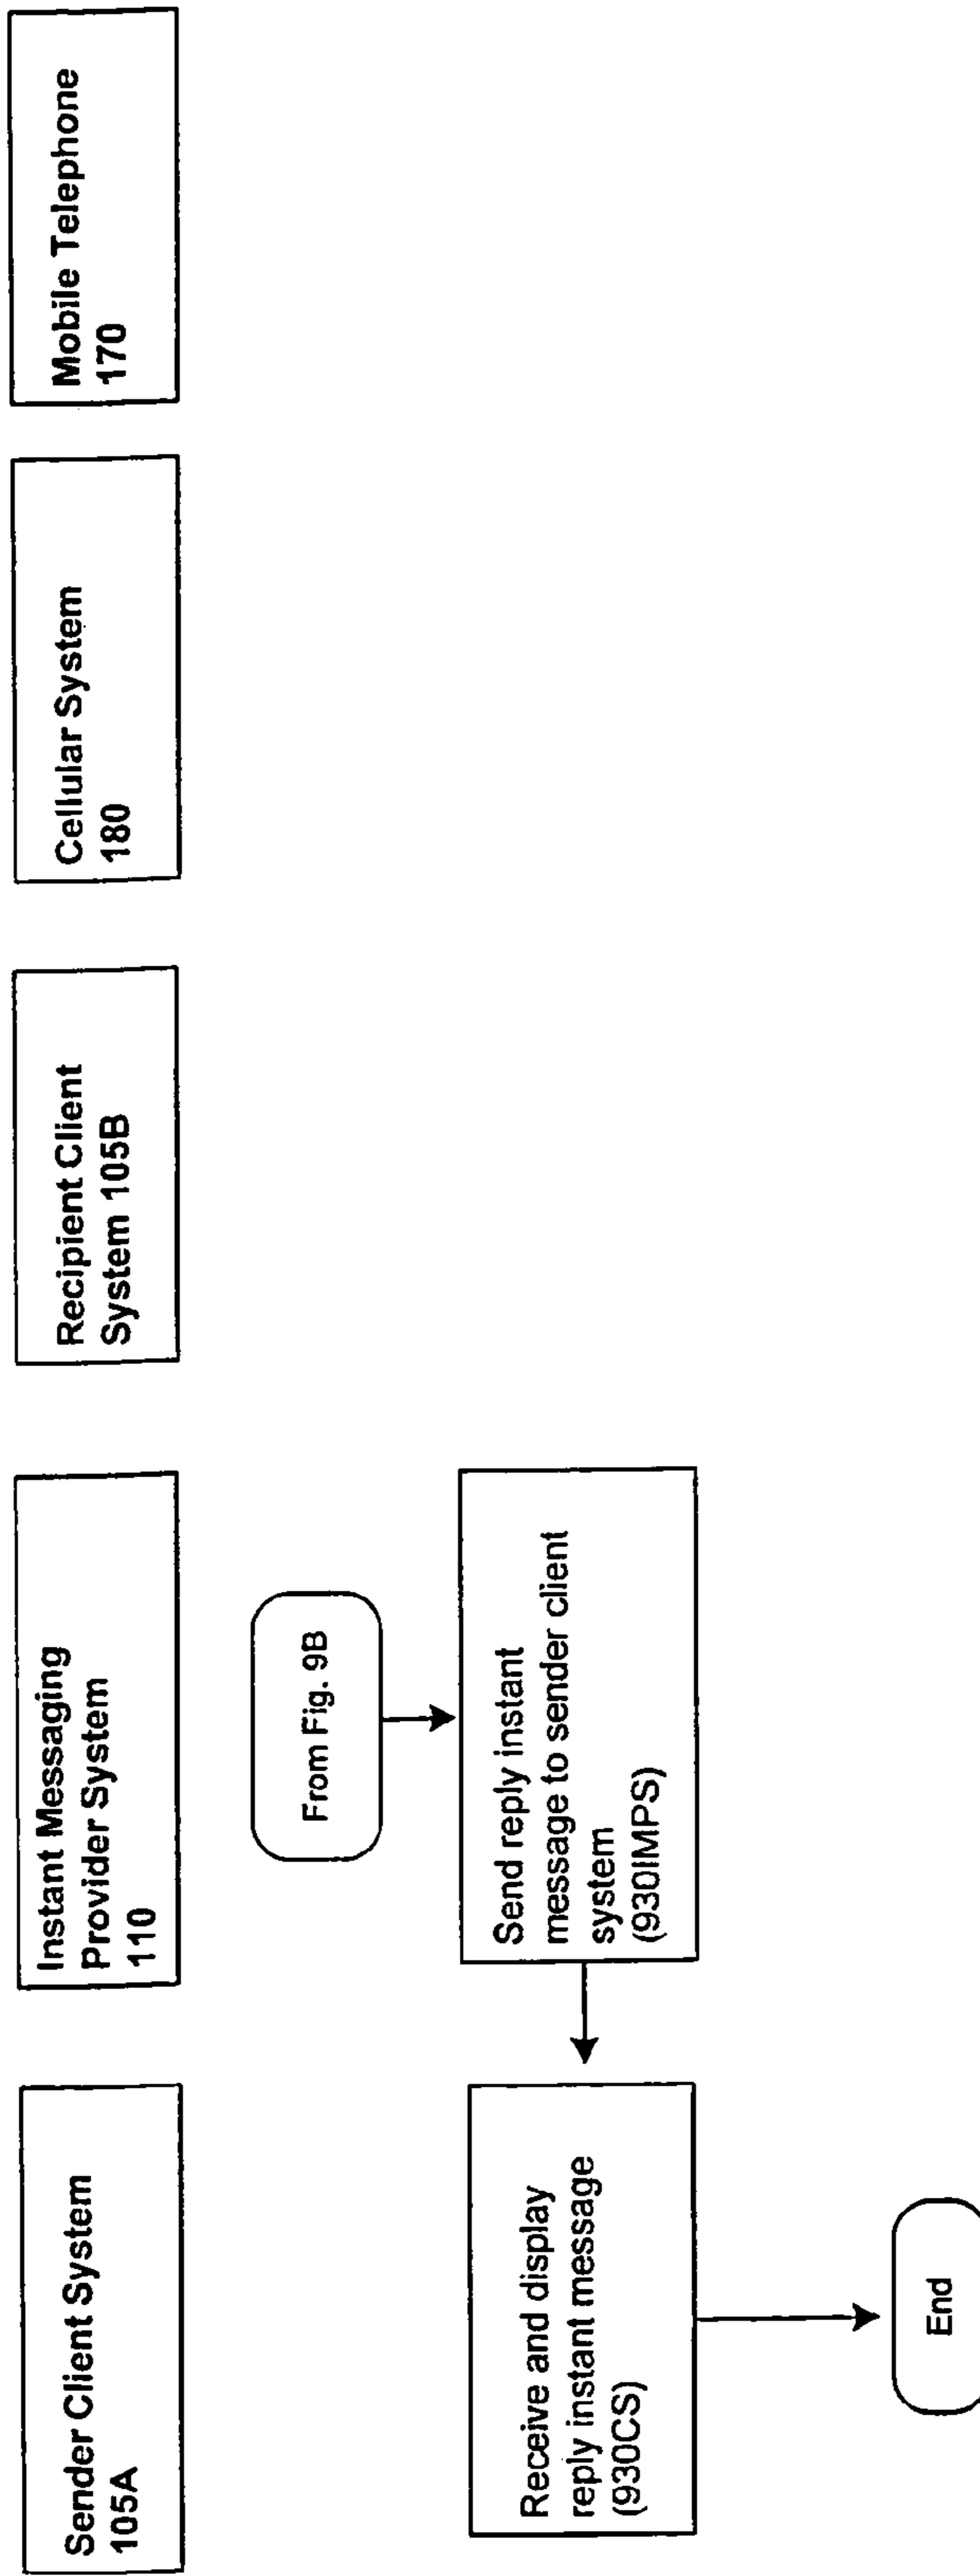 Sender Client System
105A
Instant Messaging
Provider System
110
Recipient Client
System 105B
Cellular System
180
Mobile Telephone
170
From Fig. 9B
Send reply instant
message to sender client
system
(930IMPS)
Receive and display
reply instant message
(930CS)
End